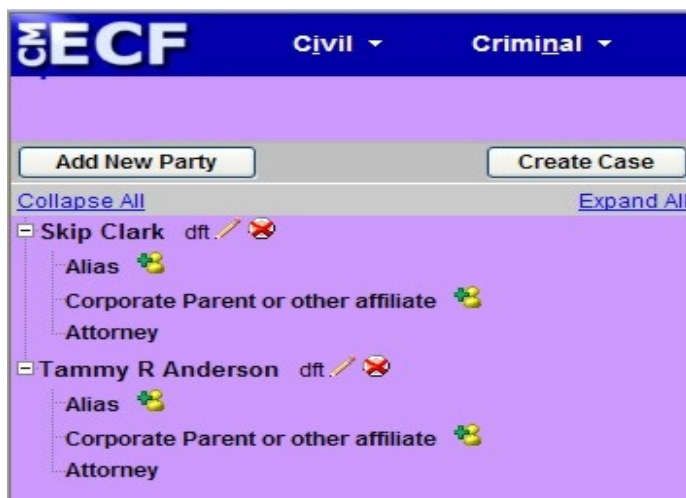 CM ECF Civil Criminal
Add New Party Create Case
Collapse All Expand All
Skip Clark dft
Alias
Corporate Parent or other affiliate
Attorney
Tammy R Anderson dft
Alias
Corporate Parent or other affiliate
Attorney